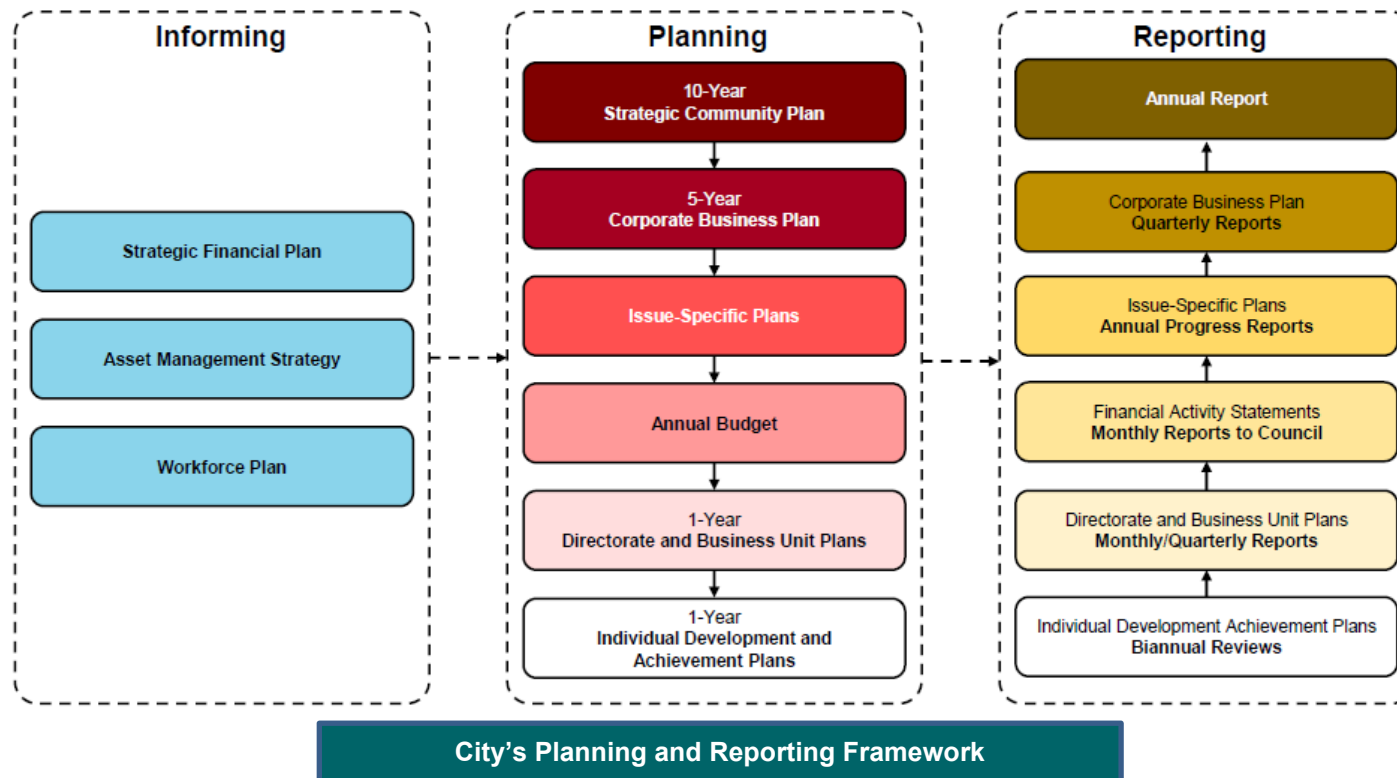 Informing
Strategic Financial Plan
Asset Management Strategy
Workforce Plan
Planning
10-Year
Strategic Community Plan
5-Year
Corporate Business Plan
Issue-Specific Plans
Annual Budget
1-Year
Directorate and Business Unit Plans
1-Year
Individual Development and
Achievement Plans
Reporting
Annual Report
Corporate Business Plan
Quarterly Reports
Issue-Specific Plans
Annual Progress Reports
Financial Activity Statements
Monthly Reports to Council
Directorate and Business Unit Plans
Monthly/Quarterly Reports
Individual Development Achievement Plans
Biannual Reviews
City’s Planning and Reporting Framework